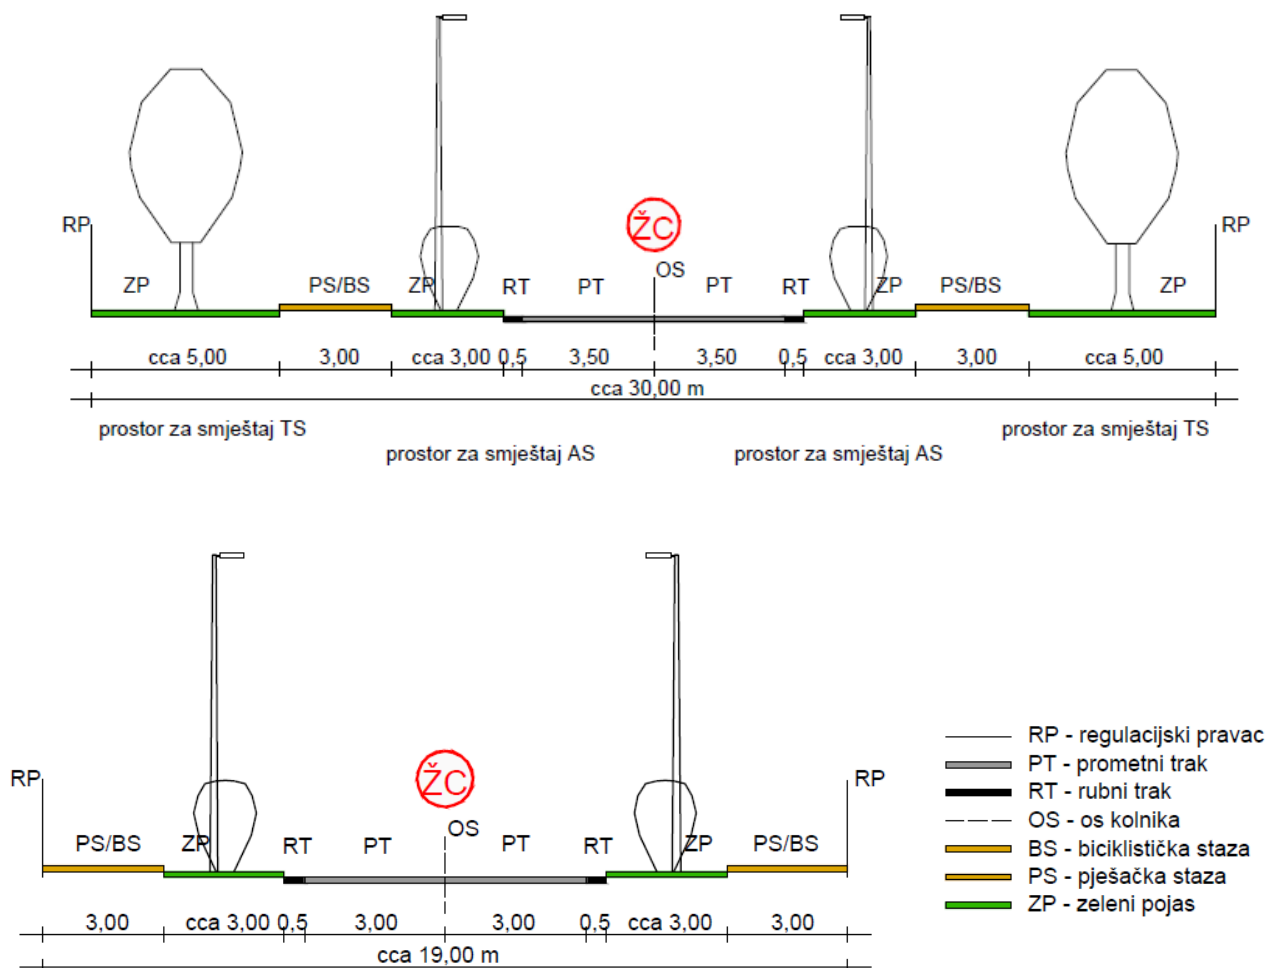 ŽC
RP
RP
OS
ZP PS/BS ZP RT PT PT RT ZP PS/BS ZP
cca 5,00 3,00 cca 3,00 0,5 3,50 3,50 0,5 cca 3,00 3,00 cca 5,00
cca 30,00 m
prostor za smještaj TS prostor za smještaj TS
prostor za smještaj AS prostor za smještaj AS
ŽC
RP
RP
OS
PS/BS ZP RT PT PT RT ZP PS/BS
3,00 cca 3,00 0,5 3,00 3,00 0,5 cca 3,00 3,00
cca 19,00 m
RP - regulacijski pravac
PT - prometni trak
RT - rubni trak
OS - os kolnika
BS - biciklistička staza
PS - pješačka staza
ZP - zeleni pojas